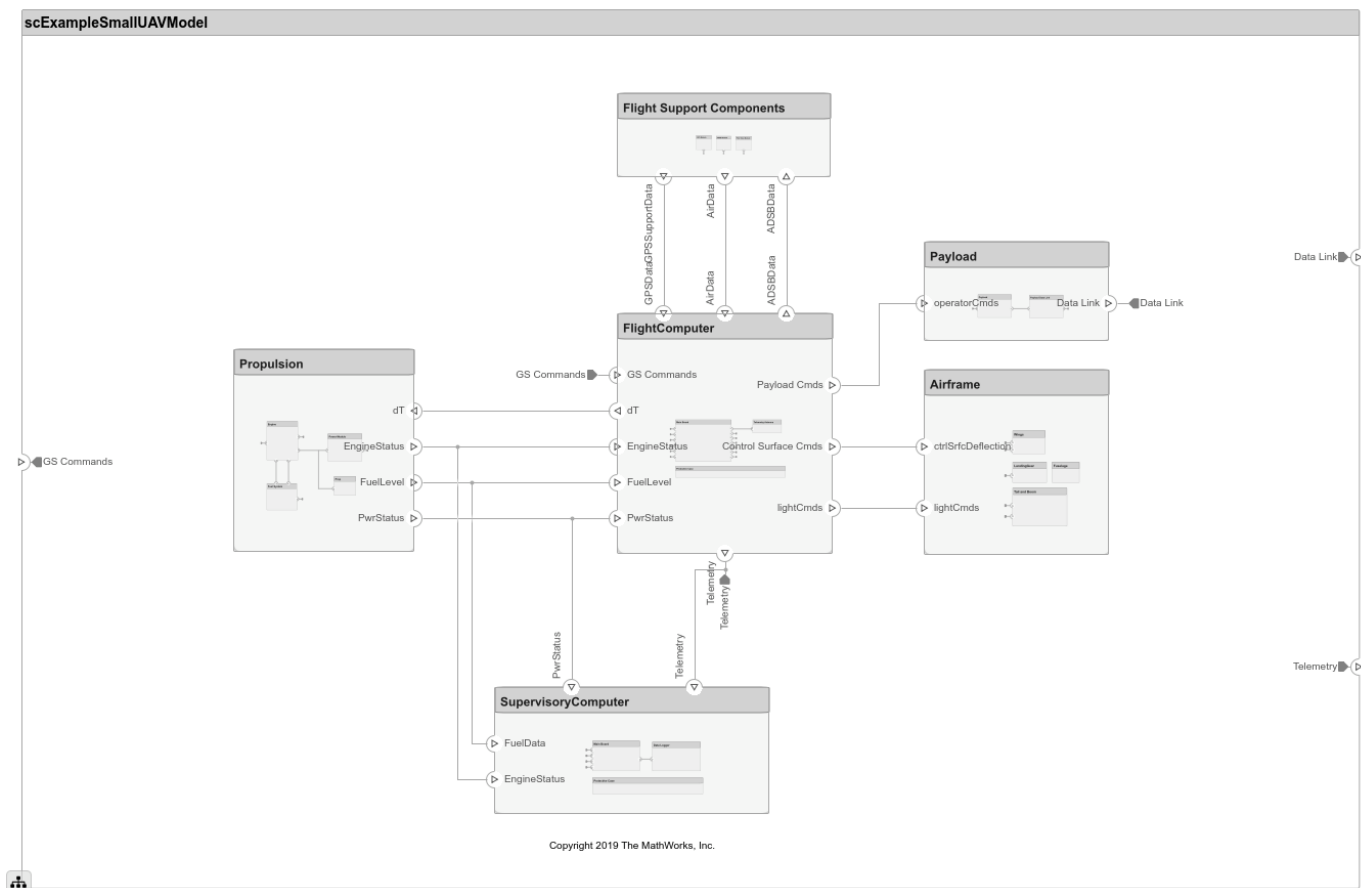 scExampleSmallUAVModel
Flight Support Components
GPSSupportData
AirData
ADSBData
GPSData
AirData
ADSBData
Payload
operatorCmds
Data Link
Data Link
Data Link
FlightComputer
GS Commands
GS Commands
Payload Cmds
dT
EngineStatus
Control Surface Cmds
FuelLevel
lightCmds
PwrStatus
Telemetry
Telemetry
Propulsion
dT
EngineStatus
FuelLevel
PwrStatus
Airframe
ctrlSrfcDeflection
lightCmds
GS Commands
PwrStatus
Telemetry
Telemetry
SupervisoryComputer
FuelData
EngineStatus
Copyright 2019 The MathWorks, Inc.